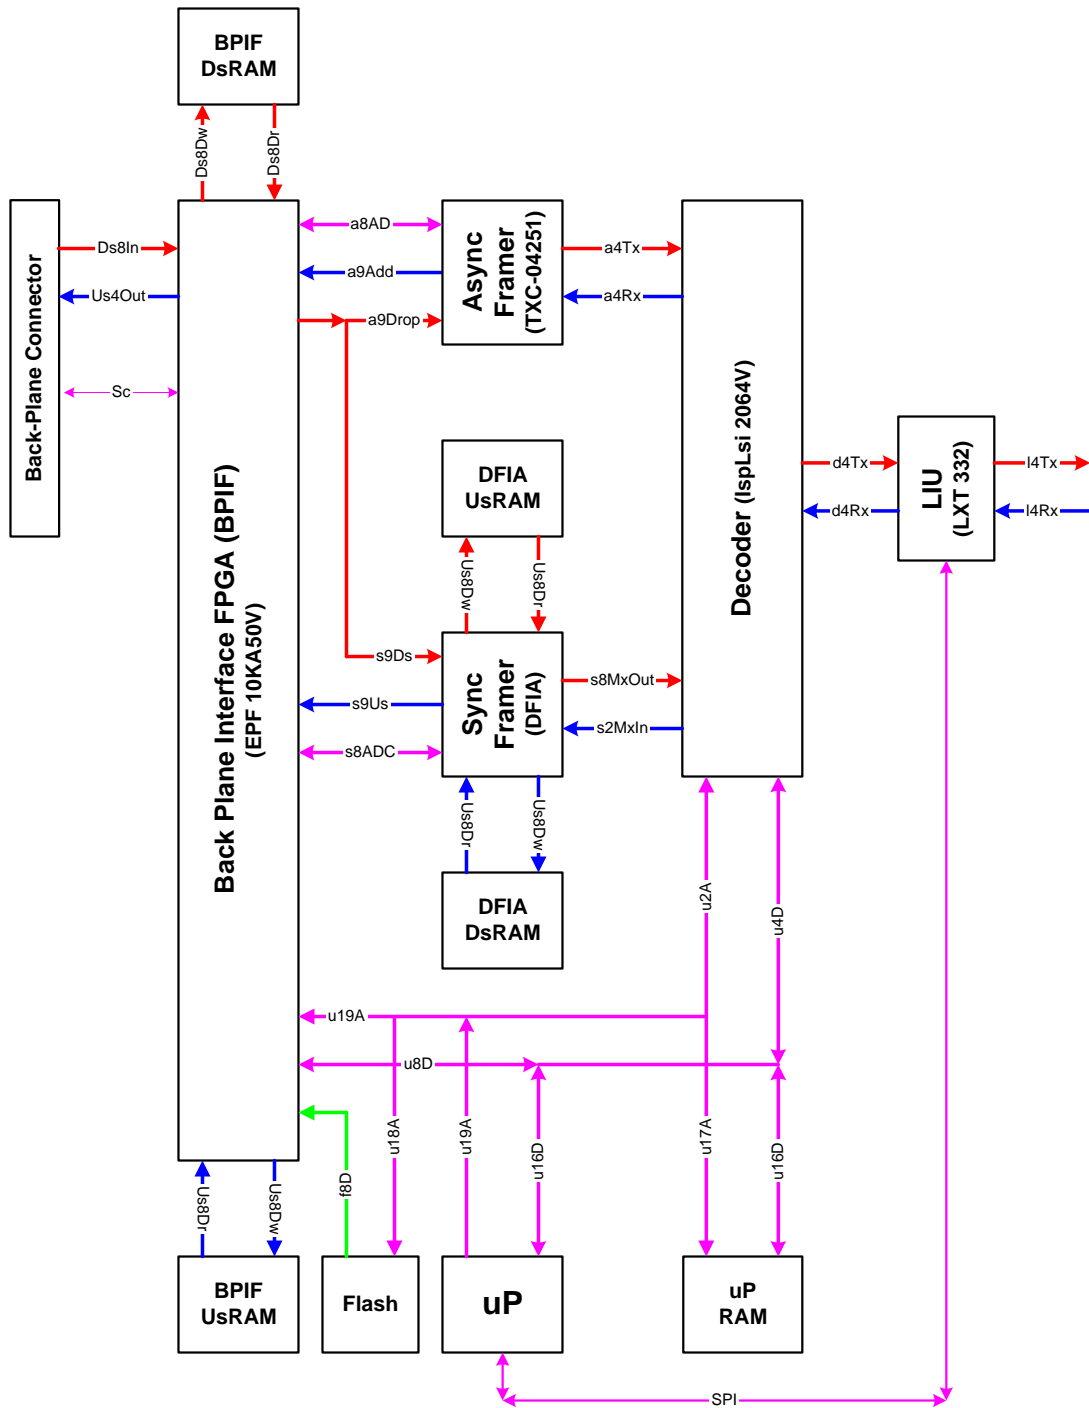 BPIF
DsRAM
Ds8Dw
Ds8Dr
Back-Plane Connector
Ds8In
Us4Out
Sc
Back Plane Interface FPGA (BPIF)
(EPF 10KA50V)
a8AD
a9Add
a9Drop
Async
Framer
(TXC-04251)
a4Tx
a4Rx
Decoder (IspLsi 2064V)
DFIA
UsRAM
Us8Dw
Us8Dr
s9Ds
s9Us
s8ADC
Sync
Framer
(DFIA)
s8MxOut
s2MxIn
d4Tx
d4Rx
LIU
(LXT 332)
l4Tx
l4Rx
Us8Dr
Us8Dw
DFIA
DsRAM
u2A
u4D
u19A
u8D
f8D
u18A
u19A
u16D
u17A
u16D
Us8Dr
Us8Dw
BPIF
UsRAM
Flash
uP
uP
RAM
SPI